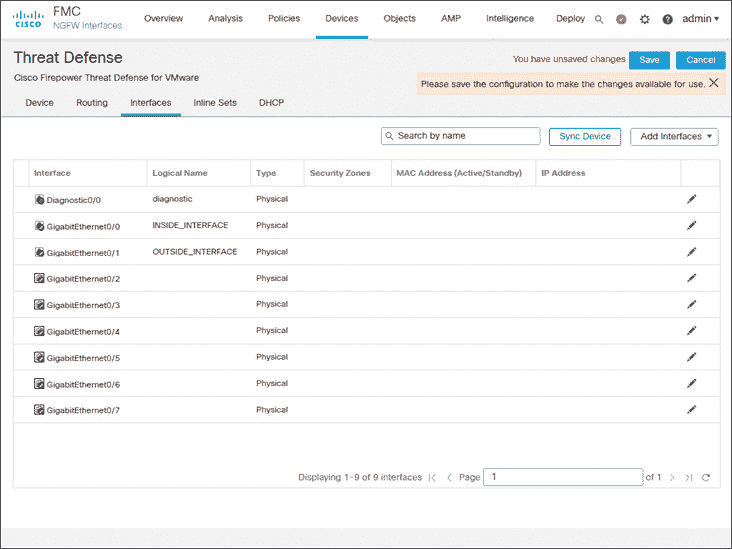 CISCO
FMC
NGFW Interfaces
Overview Analysis Policies Devices Objects AMP Intelligence Deploy admin
Threat Defense
You have unsaved changes Save Cancel
Cisco Firepower Threat Defense for VMware
Please save the configuration to make the changes available for use.
Device Routing Interfaces Inline Sets DHCP
Search by name Sync Device Add Interfaces
Interface Logical Name Type Security Zones MAC Address (Active/Standby) IP Address
Diagnostic0/0 diagnostic Physical
GigabitEthernet0/0 INSIDE_INTERFACE Physical
GigabitEthernet0/1 OUTSIDE_INTERFACE Physical
GigabitEthernet0/2 Physical
GigabitEthernet0/3 Physical
GigabitEthernet0/4 Physical
GigabitEthernet0/5 Physical
GigabitEthernet0/6 Physical
GigabitEthernet0/7 Physical
Displaying 1-9 of 9 interfaces Page 1 of 1